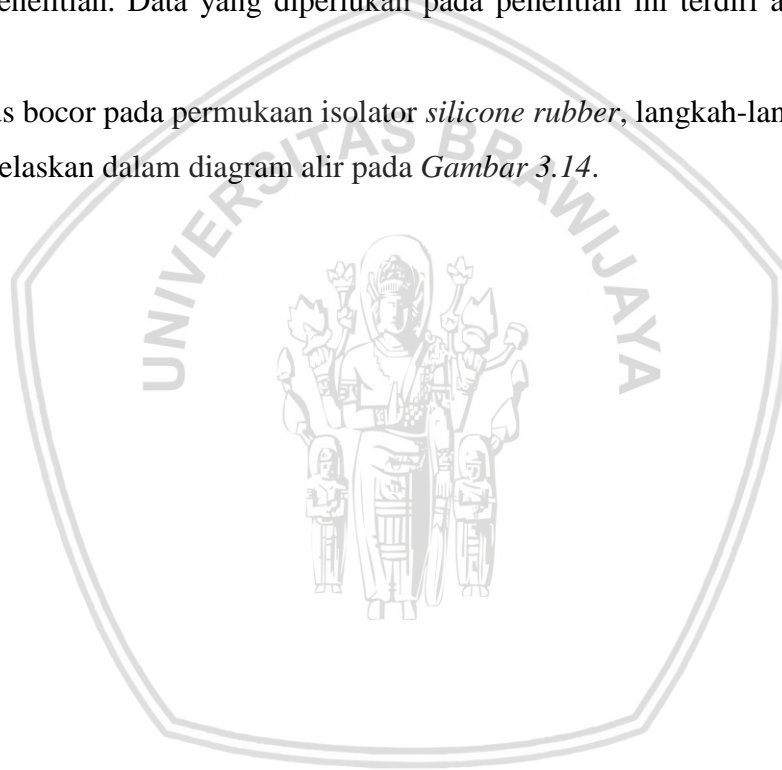 enelitian. Data yang diperlukan pada penelitian ini terdiri a
s bocor pada permukaan isolator silicone rubber, langkah-lan
elaskan dalam diagram alir pada Gambar 3.14.
UNIVERSITAS BRAWIJAYA